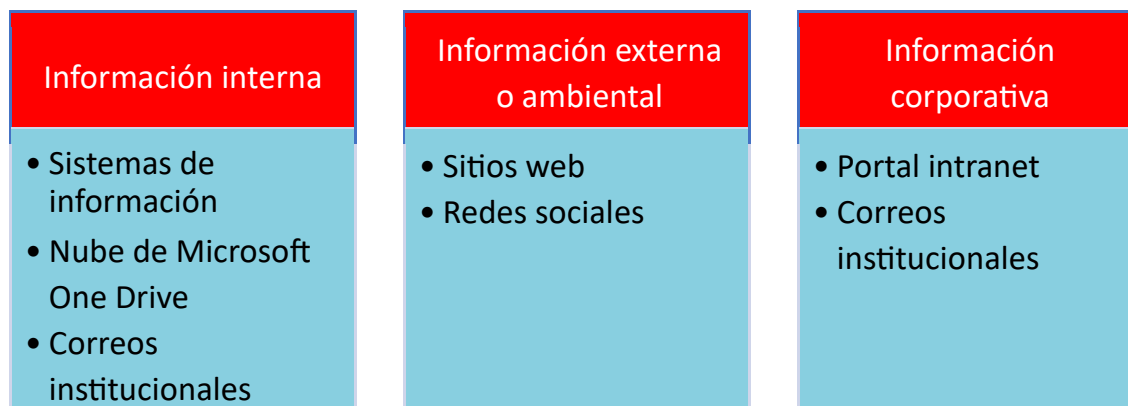 Información interna
• Sistemas de
información
• Nube de Microsoft
One Drive
• Correos
institucionales
Información externa
o ambiental
• Sitios web
• Redes sociales
Información
corporativa
• Portal intranet
• Correos
institucionales